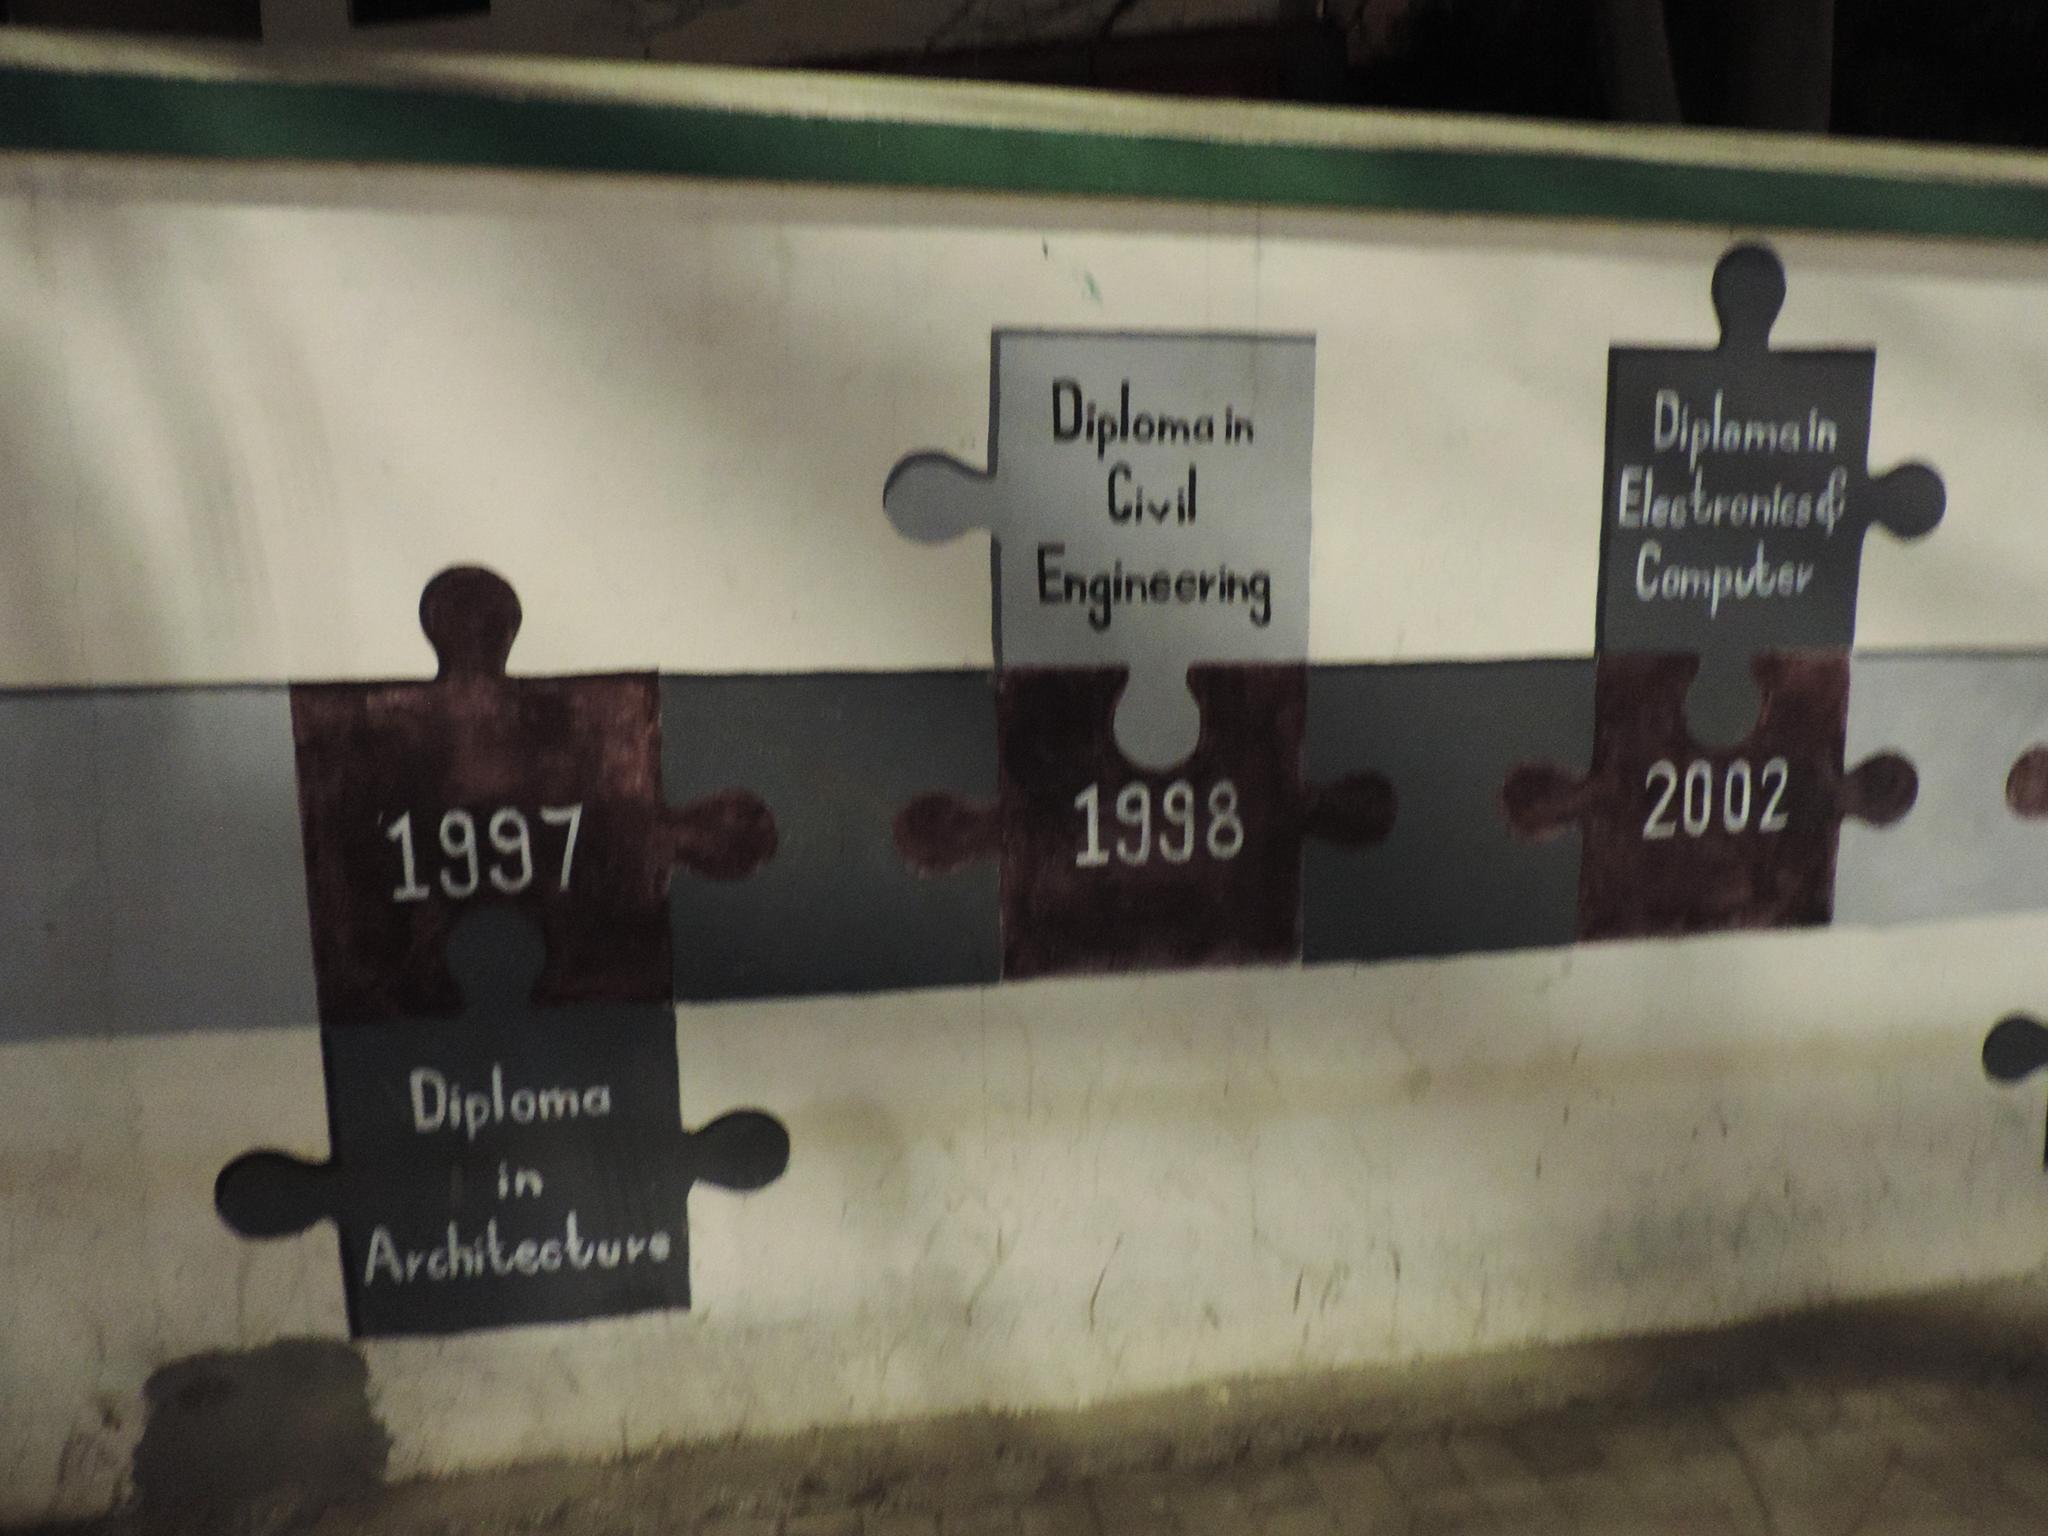 1997
Diploma
in
Architecture
Diploma in
Civil
Engineering
1998
Diploma in
Electronics &
Computer
2002